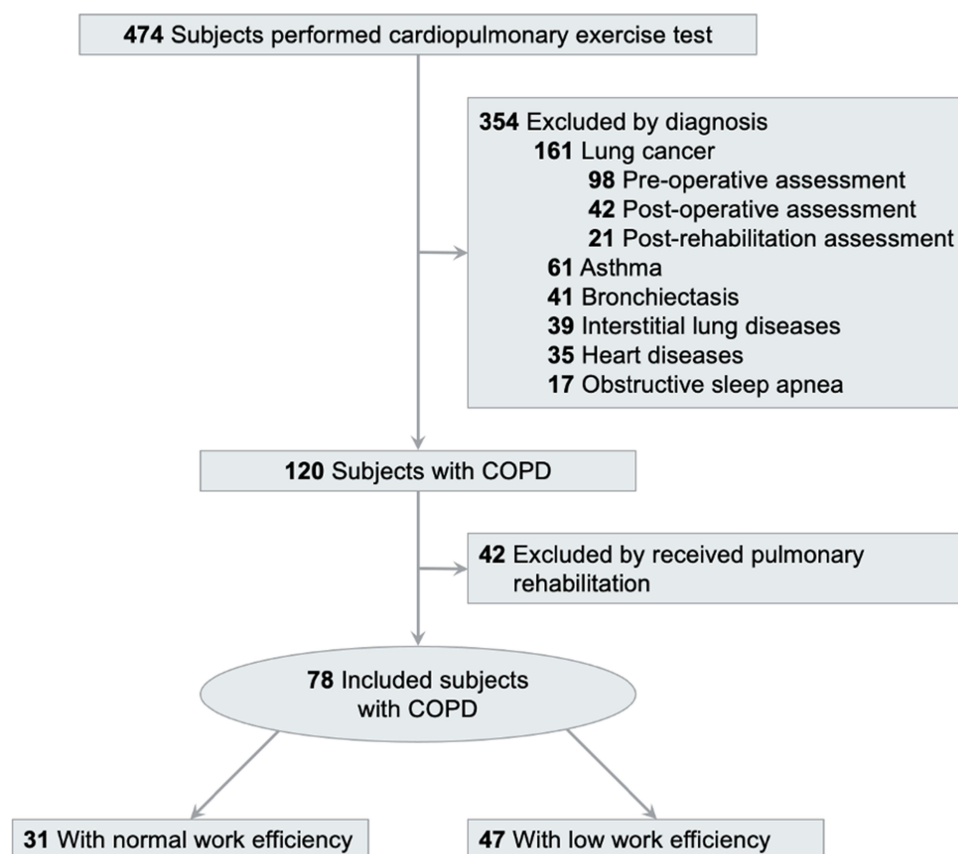 474 Subjects performed cardiopulmonary exercise test
354 Excluded by diagnosis
161 Lung cancer
98 Pre-operative assessment
42 Post-operative assessment
21 Post-rehabilitation assessment
61 Asthma
41 Bronchiectasis
39 Interstitial lung diseases
35 Heart diseases
17 Obstructive sleep apnea
120 Subjects with COPD
42 Excluded by received pulmonary
rehabilitation
78 Included subjects
with COPD
31 With normal work efficiency
47 With low work efficiency